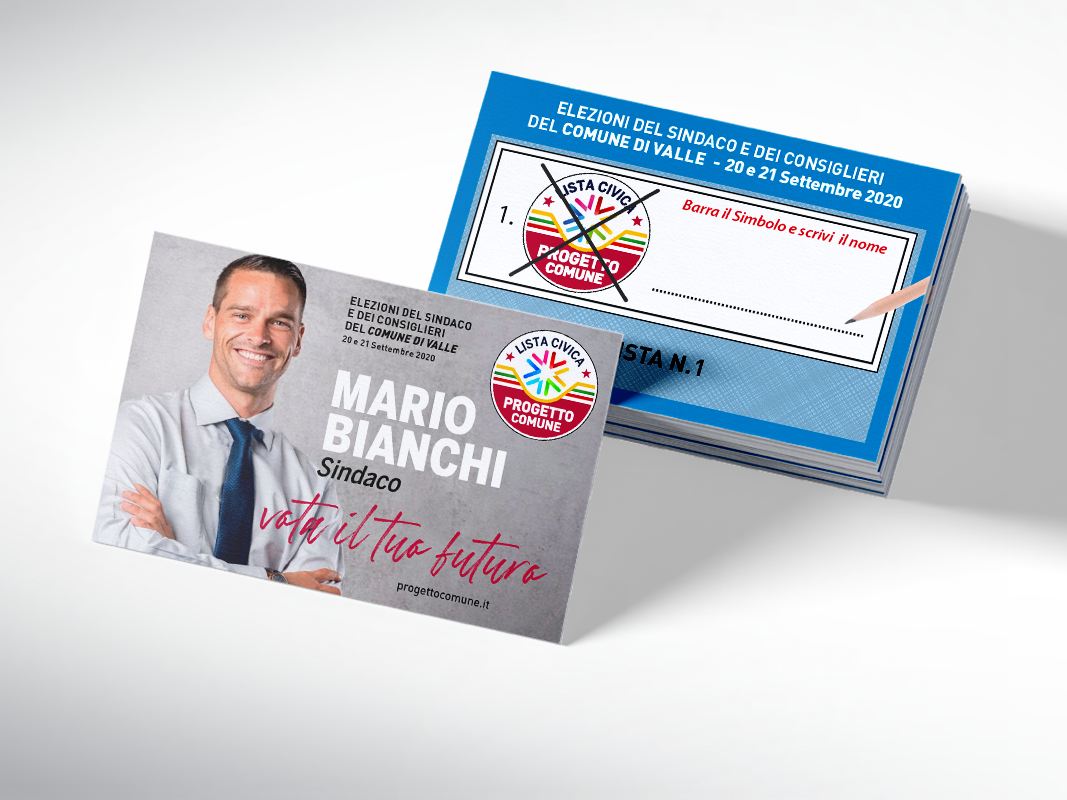 ELEZIONI DEL SINDACO E DEI CONSIGLIERI
DEL COMUNE DI VALLE - 20 e 21 Settembre 2020
1.
LISTA CIVICA
PROGETTO
COMUNE
Barra il Simbolo e scrivi il nome
N.1
ELEZIONI DEL SINDACO
E DEI CONSIGLIERI
DEL COMUNE DI VALLE
20 e 21 Settembre 2020
LISTA CIVICA
PROGETTO
COMUNE
MARIO
BIANCHI
Sindaco
vota il tuo futuro
progettocomune.it